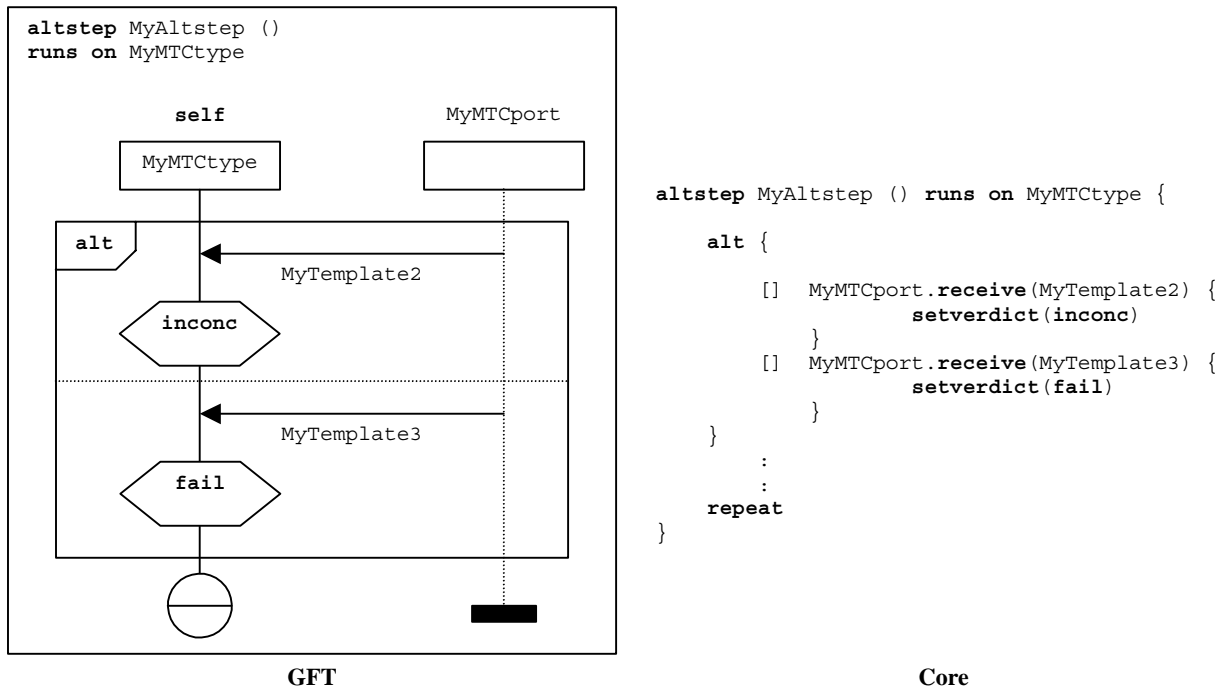 altstep MyAltstep ()
runs on MyMTCtype
self
MyMTCport
MyMTCtype
alt
MyTemplate2
inconc
MyTemplate3
fail
GFT
altstep MyAltstep () runs on MyMTCtype {
alt {
[] MyMTCport.receive(MyTemplate2) {
setverdict(inconc)
}
[] MyMTCport.receive(MyTemplate3) {
setverdict(fail)
}
}
:
:
repeat
}
Core